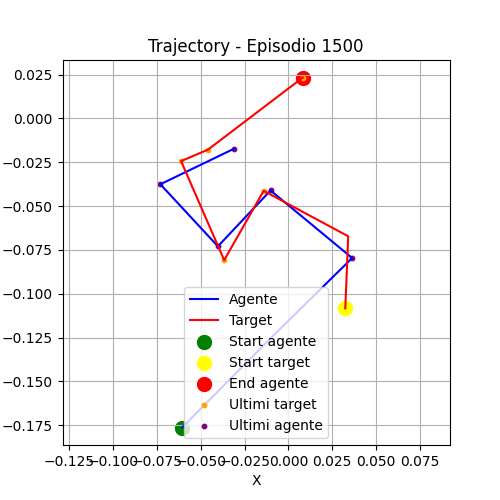 Trajectory - Episodio 1500
0.025
0.000
−0.025
−0.050
−0.075
−0.100
−0.125
−0.150
−0.175
Agente
Target
Start agente
Start target
End agente
Ultimi target
Ultimi agente
−0.125 −0.100 −0.075 −0.050 −0.025 0.000 0.025 0.050 0.075
X